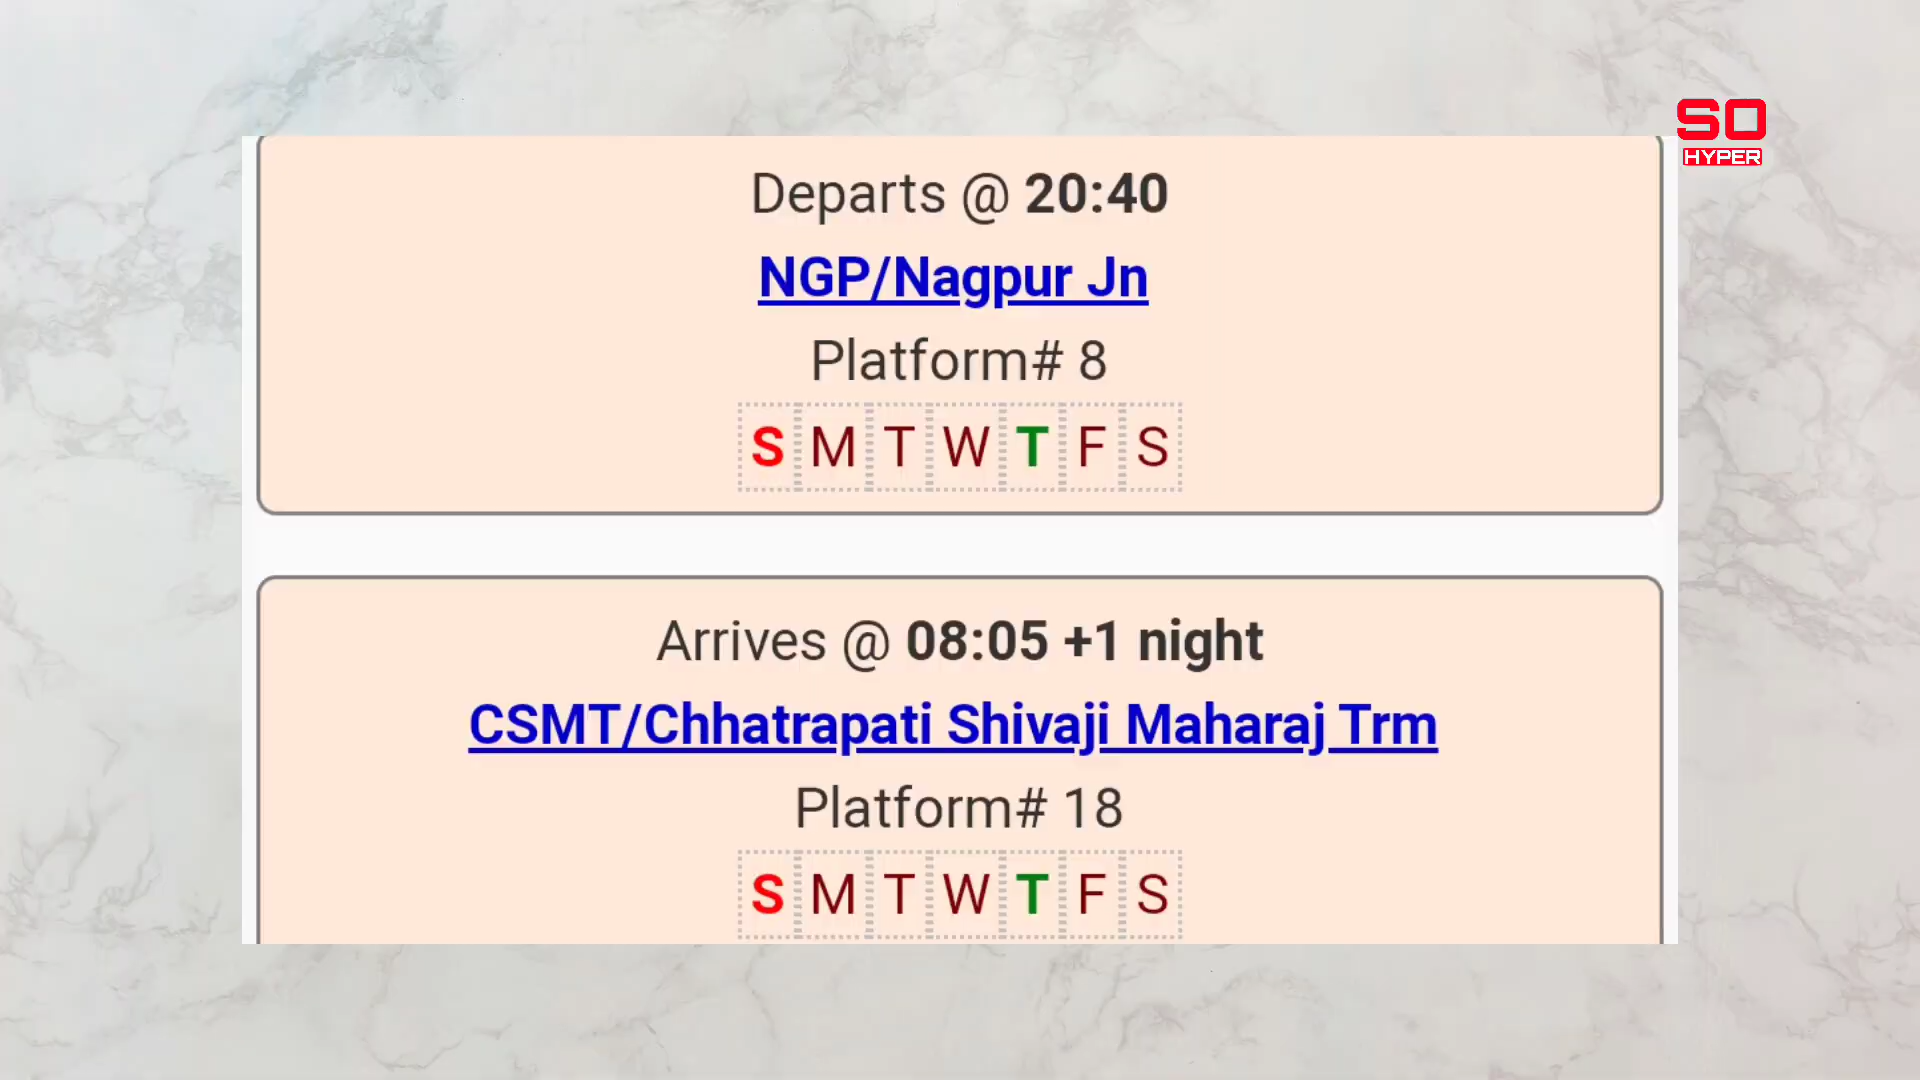 SO
HYPER
Departs @ 20:40
NGP/Nagpur Jn
Platform# 8
S M T W T F S
Arrives @ 08:05 +1 night
CSMT/Chhatrapati Shivaji Maharaj Trm
Platform# 18
S M T W T F S